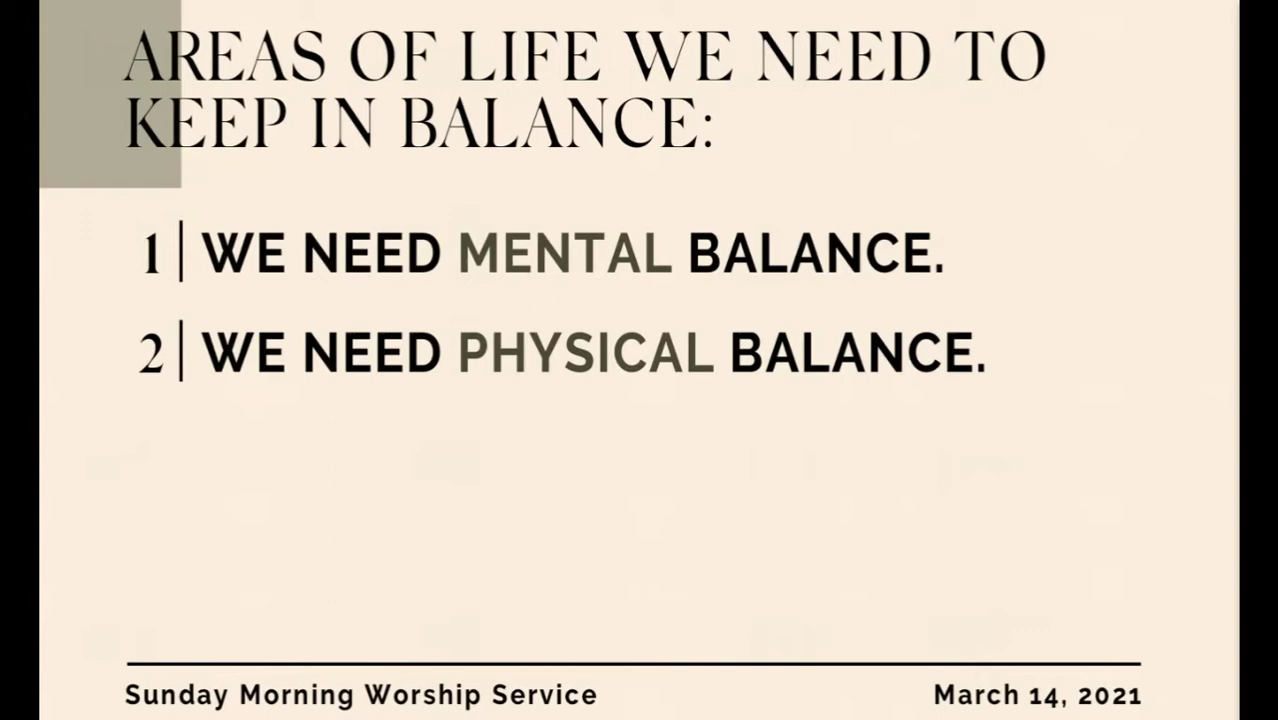 AREAS OF LIFE WE NEED TO
KEEP IN BALANCE:
1 | WE NEED MENTAL BALANCE.
2 | WE NEED PHYSICAL BALANCE.
Sunday Morning Worship Service
March 14, 2021